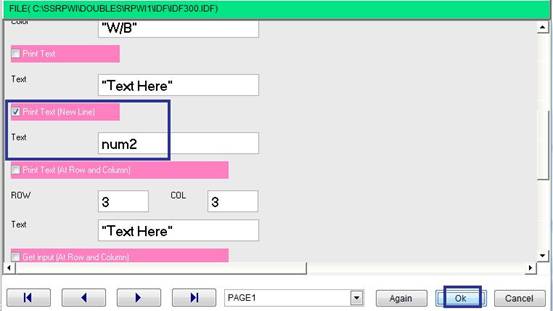 FILE( C:\SSRPWI\DOUBLES\RPWI1\IDF\IDF300.IDF)
Color
"W/B"
Print Text
Text "Text Here"
Print Text (New Line)
Text num2
Print Text (At Row and Column)
ROW 3 COL 3
Text "Text Here"
Get input (At Row and Column)
PAGE1 Again Ok Cancel